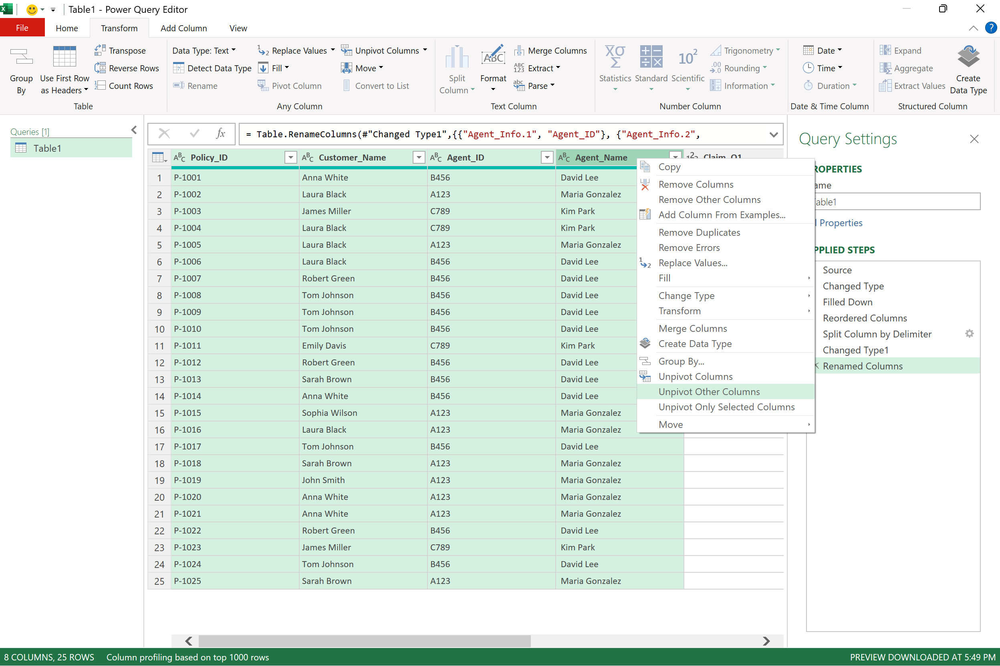 Table1 - Power Query Editor
File Home Transform Add Column View
Group By
Use First Row as Headers
Transpose
Reverse Rows
Count Rows
Table
Data Type: Text
Detect Data Type
Rename
Replace Values
Fill
Pivot Column
Unpivot Columns
Move
Convert to List
Any Column
Split Column
Format
Merge Columns
Extract
Parse
Text Column
Statistics
Standard
Scientific
Trigonometry
Rounding
Information
Number Column
Date
Time
Duration
Date & Time Column
Expand
Aggregate
Extract Values
Create Data Type
Structured Column
Queries [1]
Table1
fx
= Table.RenameColumns(#"Changed Type1",{{"Agent_Info.1", "Agent_ID"}, {"Agent_Info.2",
Policy_ID Customer_Name Agent_ID Agent_Name Claim_Q1
1 P-1001 Anna White B456 David Lee
2 P-1002 Laura Black A123 Maria Gonzalez
3 P-1003 James Miller C789 Kim Park
4 P-1004 Laura Black C789 Kim Park
5 P-1005 Laura Black A123 Maria Gonzalez
6 P-1006 Laura Black B456 David Lee
7 P-1007 Robert Green B456 David Lee
8 P-1008 Tom Johnson B456 David Lee
9 P-1009 Tom Johnson B456 David Lee
10 P-1010 Tom Johnson B456 David Lee
11 P-1011 Emily Davis C789 Kim Park
12 P-1012 Robert Green B456 David Lee
13 P-1013 Sarah Brown B456 David Lee
14 P-1014 Anna White B456 David Lee
15 P-1015 Sophia Wilson A123 Maria Gonzalez
16 P-1016 Laura Black A123 Maria Gonzalez
17 P-1017 Tom Johnson B456 David Lee
18 P-1018 Sarah Brown A123 Maria Gonzalez
19 P-1019 John Smith A123 Maria Gonzalez
20 P-1020 Anna White A123 Maria Gonzalez
21 P-1021 Anna White A123 Maria Gonzalez
22 P-1022 Robert Green B456 David Lee
23 P-1023 James Miller C789 Kim Park
24 P-1024 Tom Johnson B456 David Lee
25 P-1025 Sarah Brown A123 Maria Gonzalez
Copy
Remove Columns
Remove Other Columns
Add Column From Examples...
Remove Duplicates
Remove Errors
Replace Values...
Fill
Change Type
Transform
Merge Columns
Create Data Type
Group By...
Unpivot Columns
Unpivot Other Columns
Unpivot Only Selected Columns
Move
Query Settings
ROPERTIES
ame
able1
l Properties
PPLIED STEPS
Source
Changed Type
Filled Down
Reordered Columns
Split Column by Delimiter
Changed Type1
Renamed Columns
8 COLUMNS, 25 ROWS Column profiling based on top 1000 rows
PREVIEW DOWNLOADED AT 5:49 PM